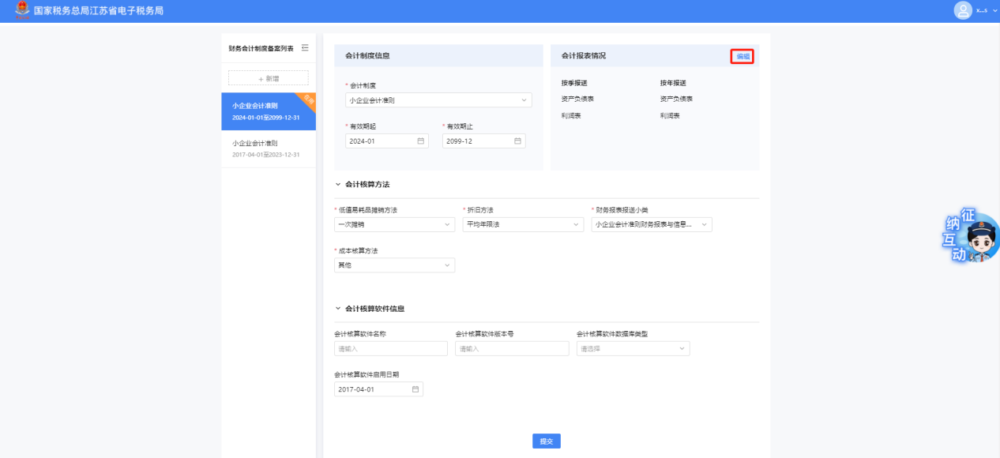 国家税务总局江苏省电子税务局
x...s
财务会计制度备案列表
+ 新增
小企业会计准则
2024-01-01至2099-12-31
小企业会计准则
2017-04-01至2023-12-31
会计制度信息
* 会计制度
小企业会计准则
* 有效期起 * 有效期止
2024-01 2099-12
会计报表情况 编辑
按季报送 按年报送
资产负债表 资产负债表
利润表 利润表
会计核算方法
* 低值易耗品摊销方法 * 折旧方法 * 财务报表报送小类
一次摊销 平均年限法 小企业会计准则财务报表与信息...
* 成本核算方法
其他
会计核算软件信息
会计核算软件名称 会计核算软件版本号 会计核算软件数据库类型
请输入 请输入 请选择
会计核算软件启用日期
2017-04-01
提交
征纳互动